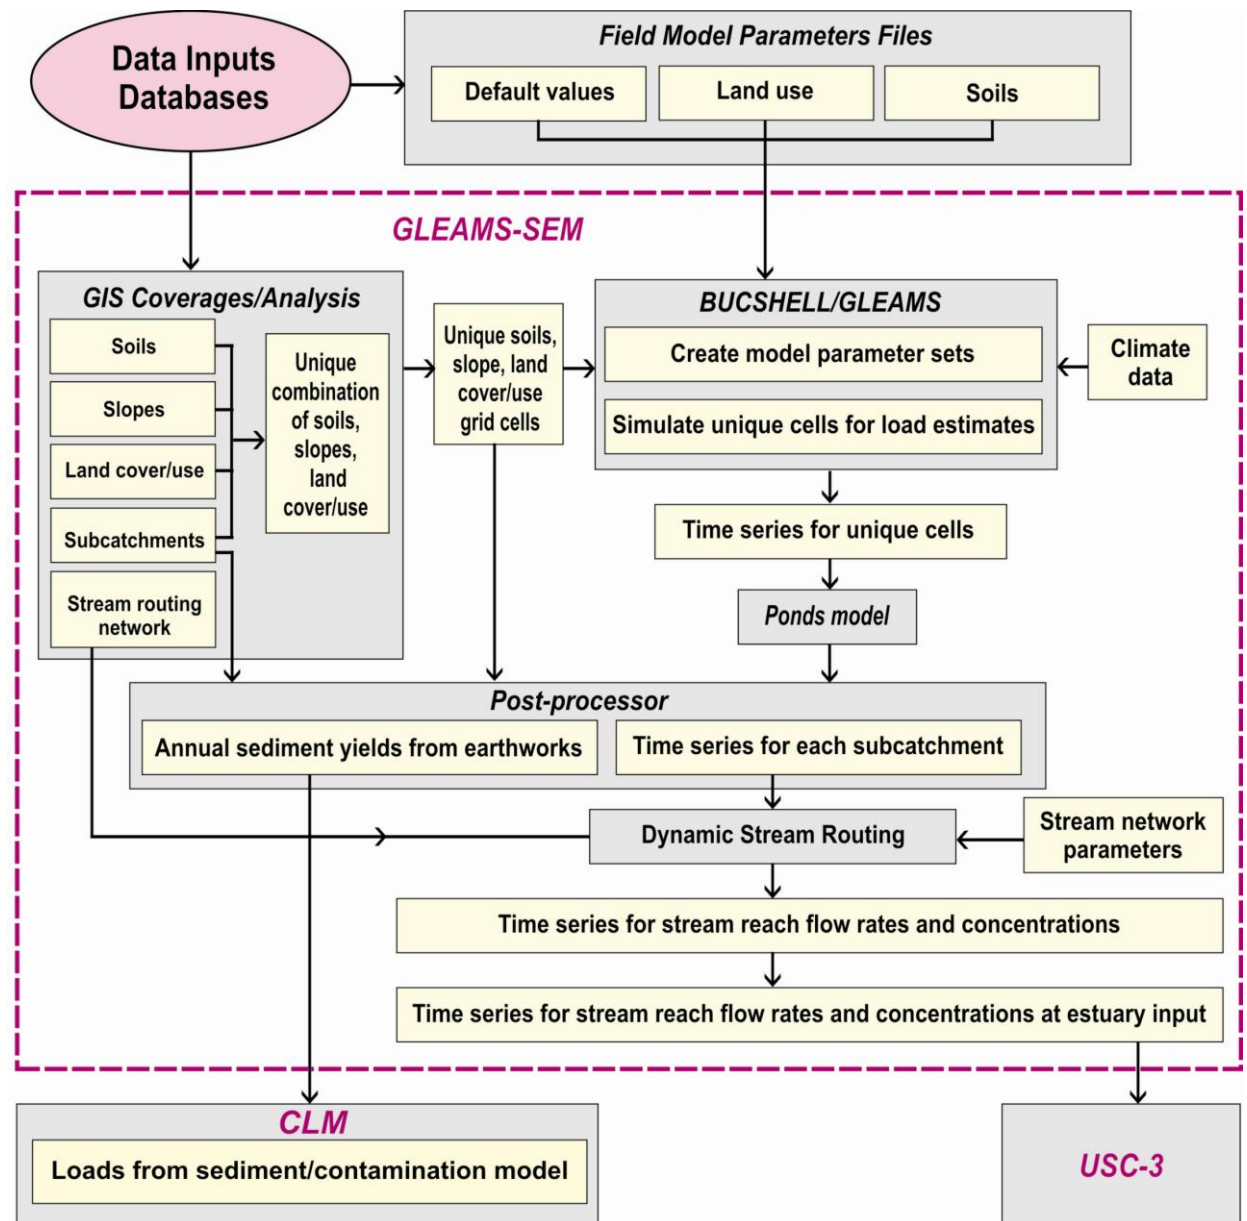 Data Inputs
Databases
Field Model Parameters Files
Default values
Land use
Soils
GLEAMS-SEM
GIS Coverages/Analysis
Soils
Slopes
Land cover/use
Subcatchments
Stream routing
network
Unique
combination
of soils,
slopes,
land
cover/use
Unique soils,
slope, land
cover/use
grid cells
BUCSHELL/GLEAMS
Create model parameter sets
Simulate unique cells for load estimates
Climate
data
Time series for unique cells
Ponds model
Post-processor
Annual sediment yields from earthworks
Time series for each subcatchment
Dynamic Stream Routing
Stream network
parameters
Time series for stream reach flow rates and concentrations
Time series for stream reach flow rates and concentrations at estuary input
CLM
Loads from sediment/contamination model
USC-3